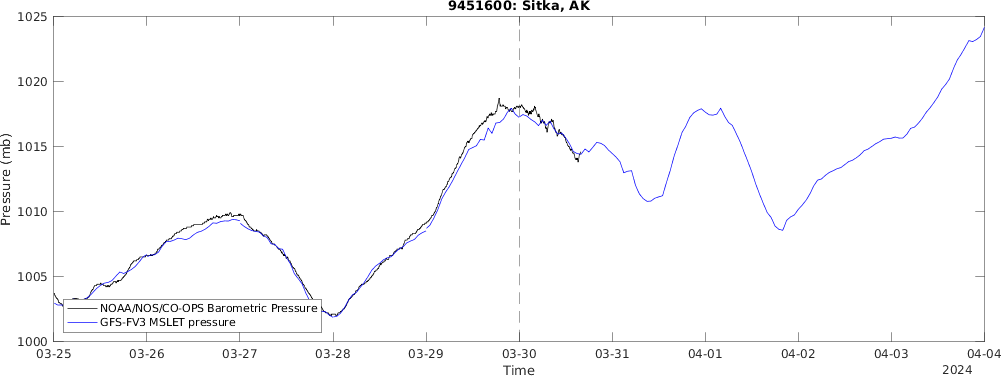 9451600: Sitka, AK
1025
1020
1015
1010
1005
1000
Pressure (mb)
NOAA/NOS/CO-OPS Barometric Pressure
GFS-FV3 MSLET pressure
03-25 03-26 03-27 03-28 03-29 03-30 03-31 04-01 04-02 04-03 04-04
Time
2024